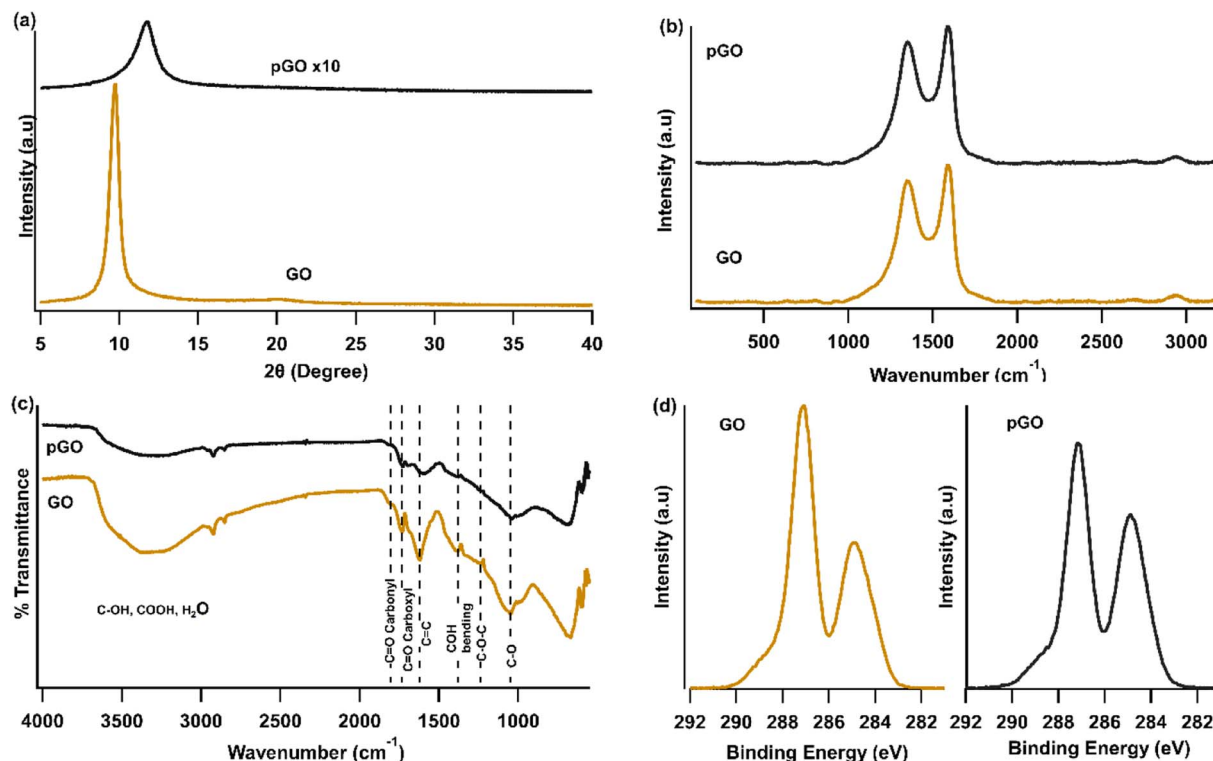 (a)
pGO x10
GO
Intensity (a.u)
5 10 15 20 25 30 35 40
2θ (Degree)
(b)
pGO
GO
Intensity (a.u)
500 1000 1500 2000 2500 3000
Wavenumber (cm-1)
(c)
pGO
GO
% Transmittance
C-OH, COOH, H2O
-C=O Carbonyl
C=O Carboxyl
C=C
COH
bending
-C-O-C
C-O
4000 3500 3000 2500 2000 1500 1000
Wavenumber (cm-1)
(d)
GO
Intensity (a.u)
292 290 288 286 284 282
Binding Energy (eV)
pGO
Intensity (a.u)
292 290 288 286 284 282
Binding Energy (eV)